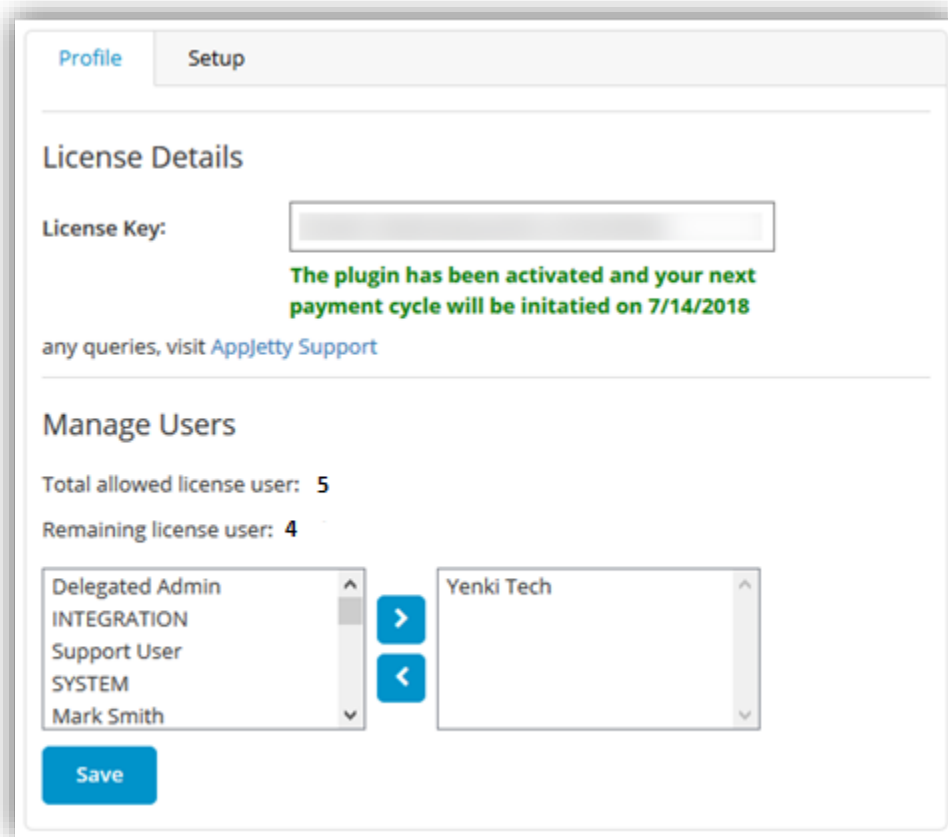 Profile Setup
License Details
License Key:
The plugin has been activated and your next
payment cycle will be initatied on 7/14/2018
any queries, visit AppJetty Support
Manage Users
Total allowed license user: 5
Remaining license user: 4
Delegated Admin
INTEGRATION
Support User
SYSTEM
Mark Smith
Yenki Tech
Save